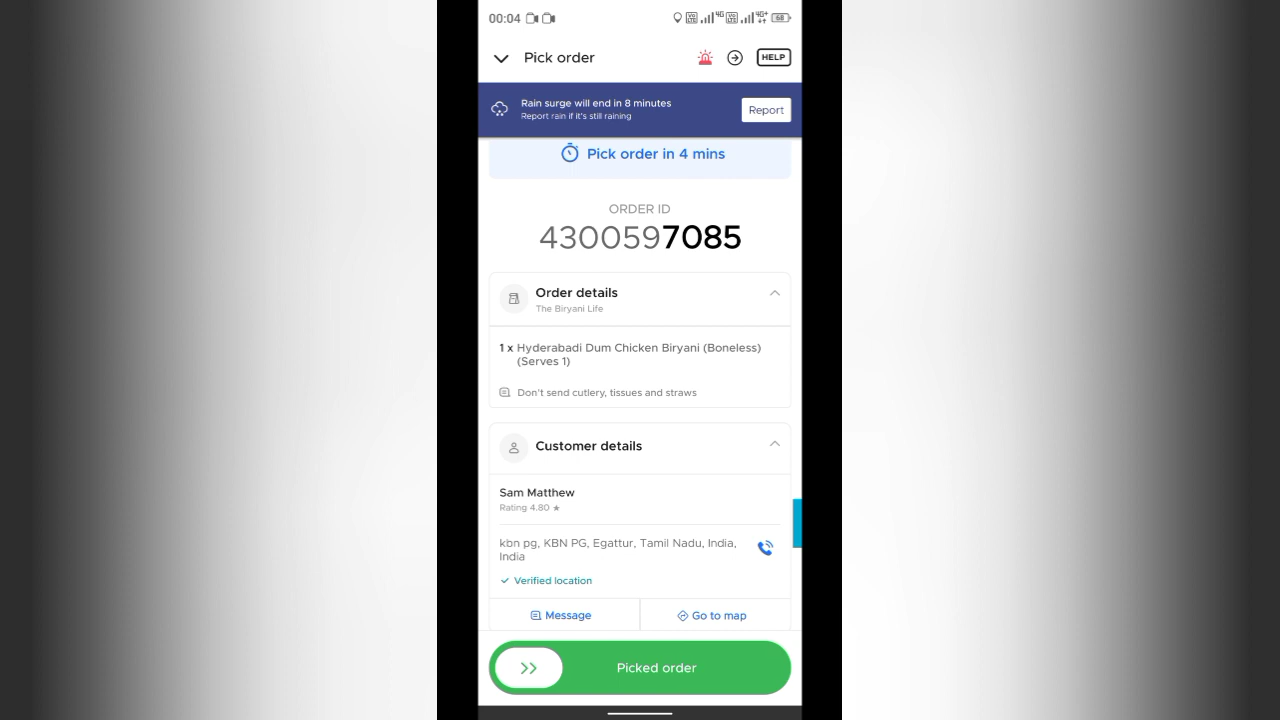 00:04 4G 4G+ 68
Pick order HELP
Rain surge will end in 8 minutes
Report rain if it's still raining
Report
Pick order in 4 mins
ORDER ID
4300597085
Order details
The Biryani Life
1 x Hyderabadi Dum Chicken Biryani (Boneless)
(Serves 1)
Don't send cutlery, tissues and straws
Customer details
Sam Matthew
Rating 4.80 ★
kbn pg, KBN PG, Egattur, Tamil Nadu, India,
India
✓ Verified location
Message Go to map
Picked order